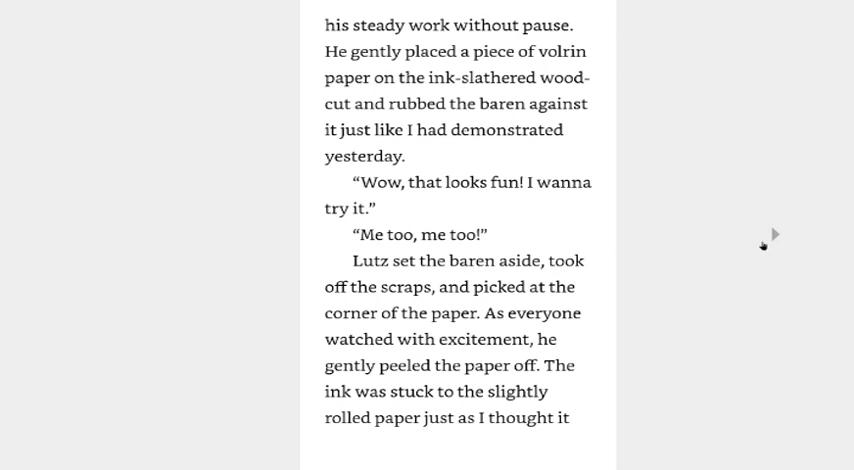 his steady work without pause.
He gently placed a piece of volrin
paper on the ink-slathered wood-
cut and rubbed the baren against
it just like I had demonstrated
yesterday.
“Wow, that looks fun! I wanna
try it.”
“Me too, me too!”
Lutz set the baren aside, took
off the scraps, and picked at the
corner of the paper. As everyone
watched with excitement, he
gently peeled the paper off. The
ink was stuck to the slightly
rolled paper just as I thought it